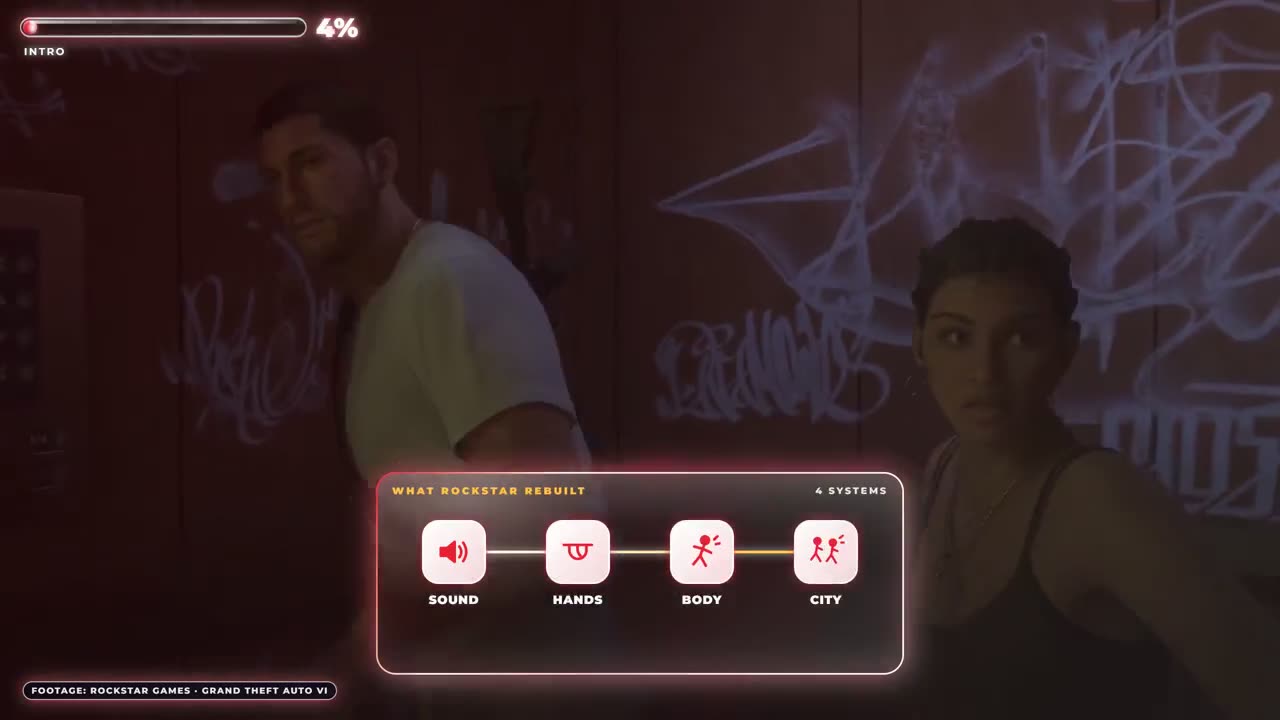 4%
INTRO
WHAT ROCKSTAR REBUILT
4 SYSTEMS
SOUND
HANDS
BODY
CITY
FOOTAGE: ROCKSTAR GAMES · GRAND THEFT AUTO VI